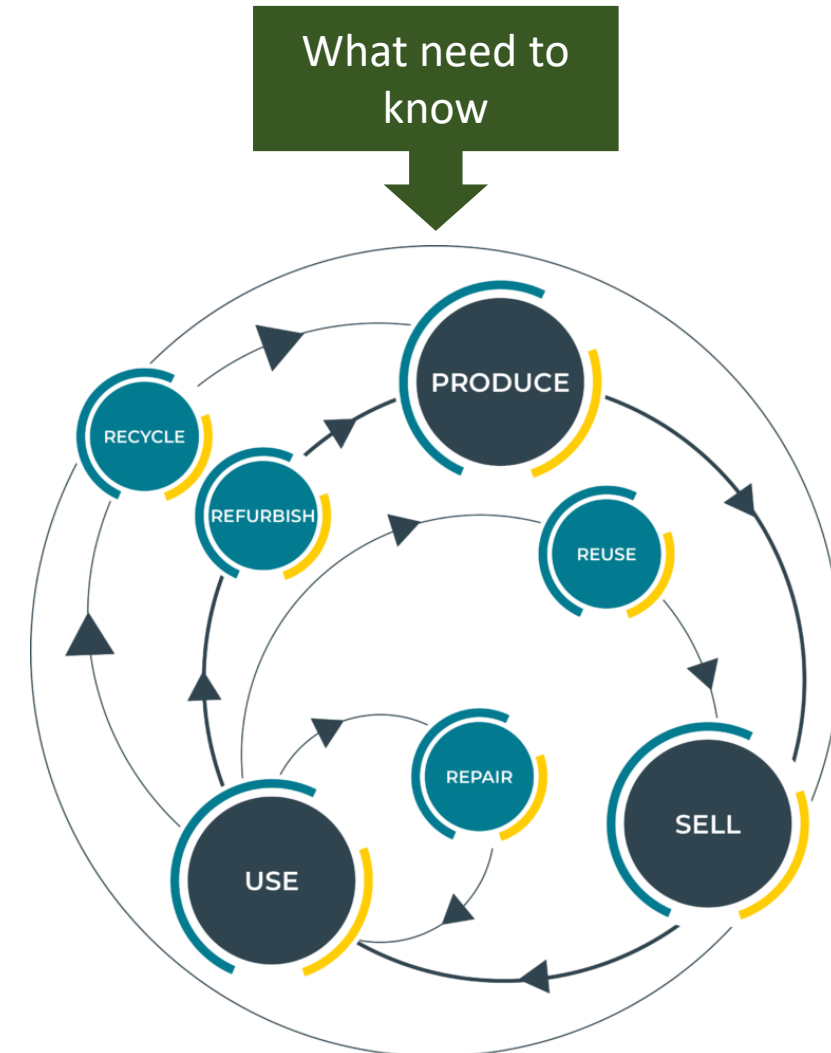 What need to
know
PRODUCE
RECYCLE
REFURBISH
REUSE
REPAIR
SELL
USE